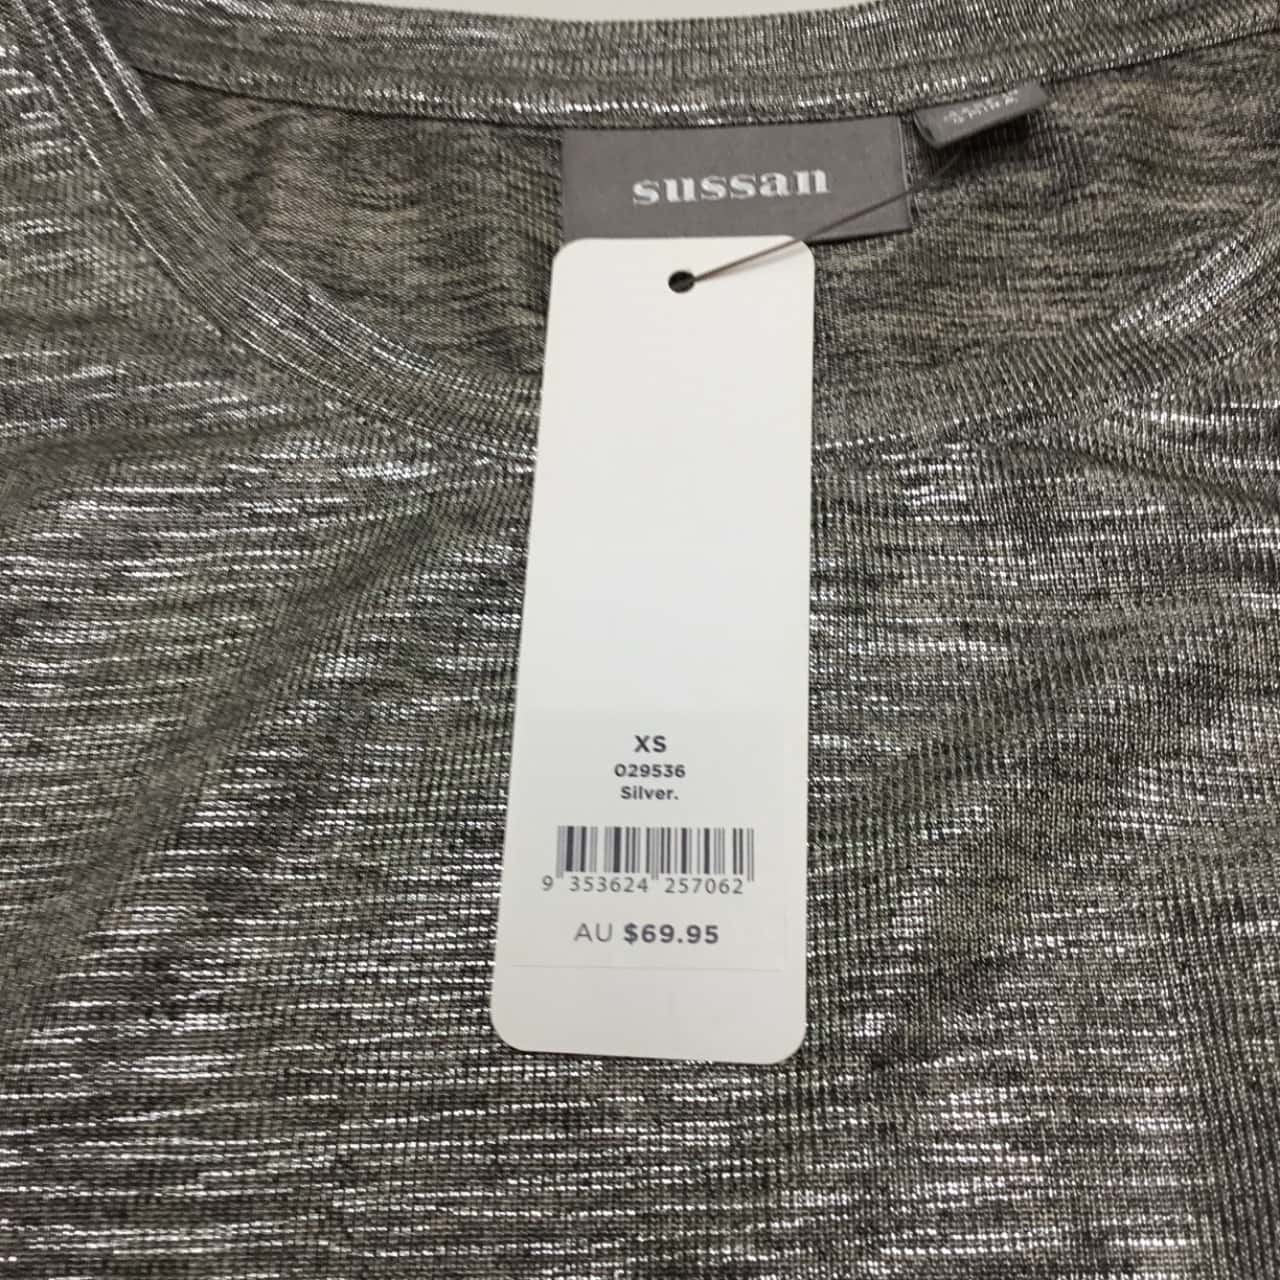 sussan
XS
029536
Silver.
9 353624 257062
AU $69.95